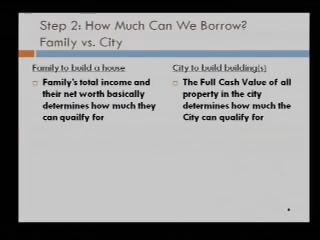 Step 2: How Much Can We Borrow?
Family vs. City
Family to build a house
Family's total income and
their net worth basically
determines how much they
can quailfy for
City to build building(s)
The Full Cash Value of all
property in the city
determines how much the
City can qualify for